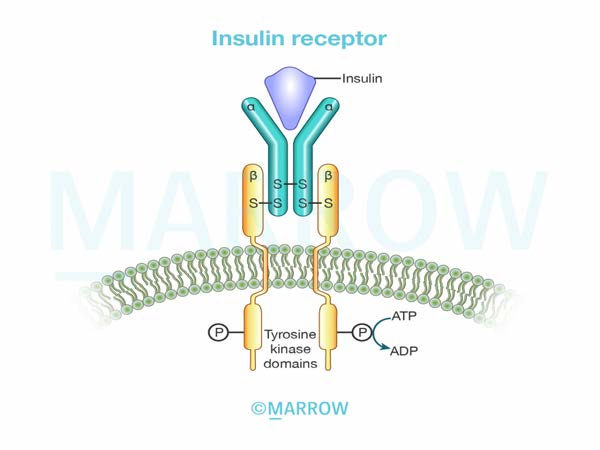 Insulin receptor
Insulin
α
α
β
β
S S
S S
S S
MARROW
P
Tyrosine
kinase
domains
P
ATP
ADP
©MARROW